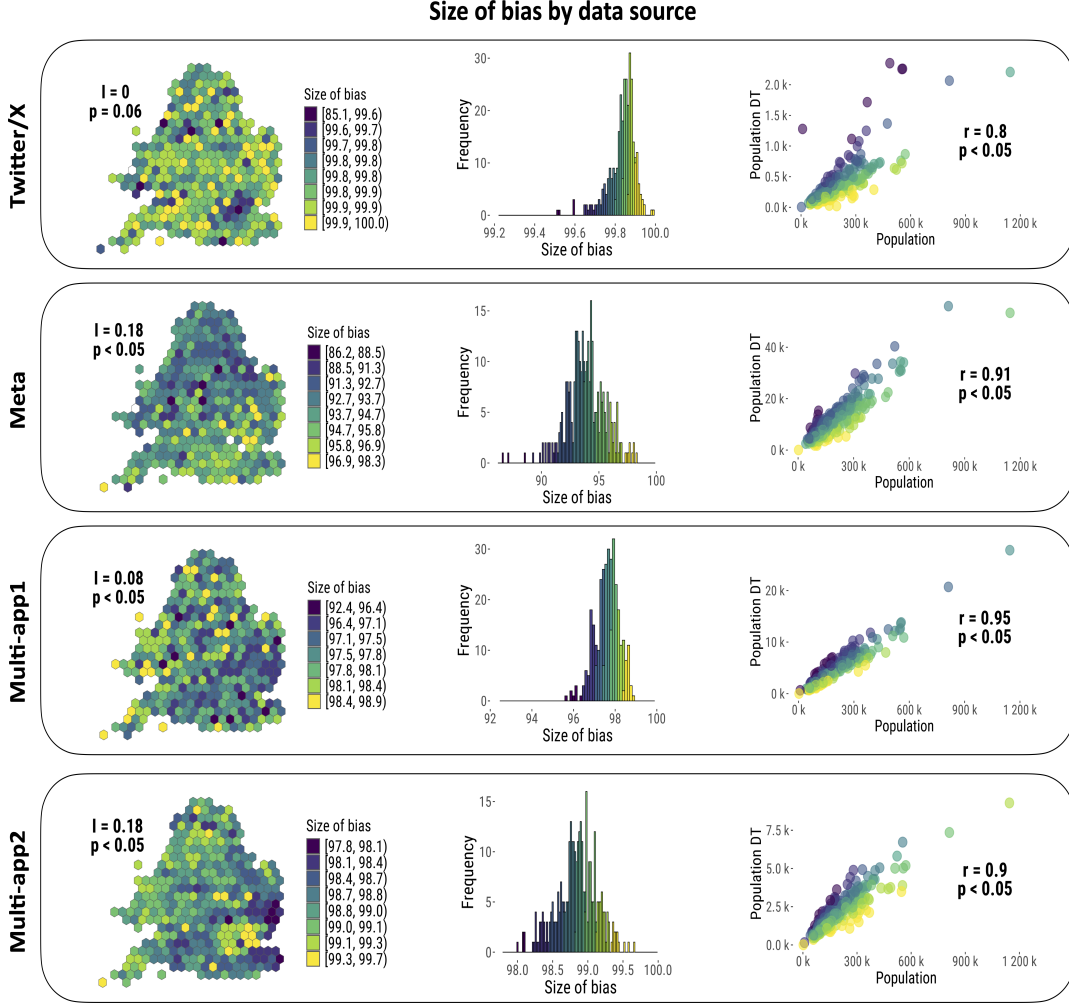 Size of bias by data source
Twitter/X
I = 0
p = 0.06
Size of bias
[85.1, 99.6)
[99.6, 99.7)
[99.7, 99.8)
[99.8, 99.8)
[99.8, 99.8)
[99.8, 99.9)
[99.9, 99.9)
[99.9, 100.0)
Frequency
30
20
10
0
99.2 99.4 99.6 99.8 100.0
Size of bias
Population DT
2.0 k
1.5 k
1.0 k
0.5 k
0.0 k
0 k 300 k 600 k 900 k 1 200 k
Population
r = 0.8
p < 0.05
Meta
I = 0.18
p < 0.05
Size of bias
[86.2, 88.5)
[88.5, 91.3)
[91.3, 92.7)
[92.7, 93.7)
[93.7, 94.7)
[94.7, 95.8)
[95.8, 96.9)
[96.9, 98.3)
Frequency
15
10
5
0
90 95 100
Size of bias
Population DT
40 k
20 k
0 k
0 k 300 k 600 k 900 k 1 200 k
Population
r = 0.91
p < 0.05
Multi-app1
I = 0.08
p < 0.05
Size of bias
[92.4, 96.4)
[96.4, 97.1)
[97.1, 97.5)
[97.5, 97.8)
[97.8, 98.1)
[98.1, 98.4)
[98.4, 98.9)
Frequency
30
20
10
0
92 94 96 98 100
Size of bias
Population DT
20 k
10 k
0 k
0 k 300 k 600 k 900 k 1 200 k
Population
r = 0.95
p < 0.05
Multi-app2
I = 0.18
p < 0.05
Size of bias
[97.8, 98.1)
[98.1, 98.4)
[98.4, 98.7)
[98.7, 98.8)
[98.8, 99.0)
[99.0, 99.1)
[99.1, 99.3)
[99.3, 99.7)
Frequency
15
10
5
0
98.0 98.5 99.0 99.5 100.0
Size of bias
Population DT
7.5 k
5.0 k
2.5 k
0.0 k
0 k 300 k 600 k 900 k 1 200 k
Population
r = 0.9
p < 0.05